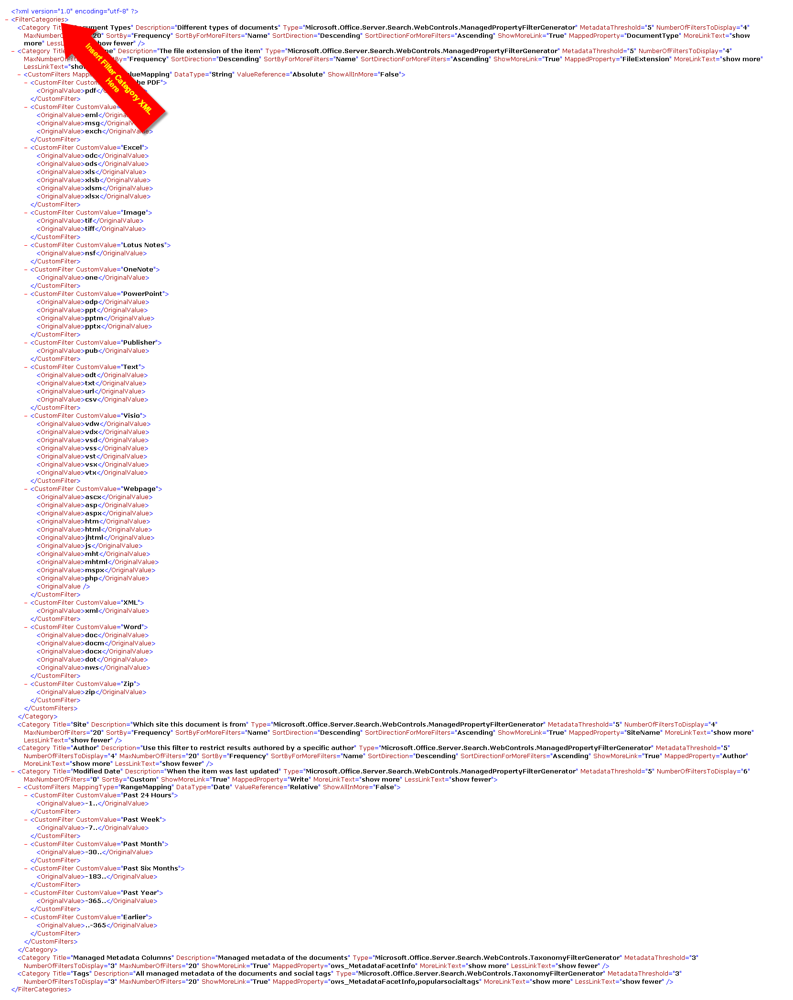 <?xml version="1.0" encoding="utf-8" ?>
- <FilterCategories>
<Category Document Types" Description="Different types of documents" Type="Microsoft.Office.Server.Search.WebControls.ManagedPropertyFilterGenerator" MetadataThreshold="5" NumberOfFiltersToDisplay="4"
20" SortBy="Frequency" SortByForMoreFilters="Name" SortDirection="Descending" SortDirectionForMoreFilters="Ascending" ShowMoreLink="True" MappedProperty="DocumentType" MoreLinkText="show
more" show fewer" />
- <Category Title=" Description="The file extension of the item" Type="Microsoft.Office.Server.Search.WebControls.ManagedPropertyFilterGenerator" MetadataThreshold="5" NumberOfFiltersToDisplay="4"
"Frequency" SortDirection="Descending" SortByForMoreFilters="Name" SortDirectionForMoreFilters="Ascending" ShowMoreLink="True" MappedProperty="FileExtension" MoreLinkText="show more"
LessLinkText="
Insert Filter Category XML
Here
- <CustomFilters ValueMapping" DataType="String" ValueReference="Absolute" ShowAllInMore="False">
- <CustomFilter PDF">
<OriginalValue>pdf</
</CustomFilter>
- <CustomFilter CustomValue=
<OriginalValue>eml</
<OriginalValue>msg</
<OriginalValue>exch</OriginalValue>
</CustomFilter>
- <CustomFilter CustomValue="Excel">
<OriginalValue>odc</OriginalValue>
<OriginalValue>ods</OriginalValue>
<OriginalValue>xls</OriginalValue>
<OriginalValue>xlsb</OriginalValue>
<OriginalValue>xlsm</OriginalValue>
<OriginalValue>xlsx</OriginalValue>
</CustomFilter>
- <CustomFilter CustomValue="Image">
<OriginalValue>tif</OriginalValue>
<OriginalValue>tiff</OriginalValue>
</CustomFilter>
- <CustomFilter CustomValue="Lotus Notes">
<OriginalValue>nsf</OriginalValue>
</CustomFilter>
- <CustomFilter CustomValue="OneNote">
<OriginalValue>one</OriginalValue>
</CustomFilter>
- <CustomFilter CustomValue="PowerPoint">
<OriginalValue>odp</OriginalValue>
<OriginalValue>ppt</OriginalValue>
<OriginalValue>pptm</OriginalValue>
<OriginalValue>pptx</OriginalValue>
</CustomFilter>
- <CustomFilter CustomValue="Publisher">
<OriginalValue>pub</OriginalValue>
</CustomFilter>
- <CustomFilter CustomValue="Text">
<OriginalValue>odt</OriginalValue>
<OriginalValue>txt</OriginalValue>
<OriginalValue>url</OriginalValue>
<OriginalValue>csv</OriginalValue>
</CustomFilter>
- <CustomFilter CustomValue="Visio">
<OriginalValue>vdw</OriginalValue>
<OriginalValue>vdx</OriginalValue>
<OriginalValue>vsd</OriginalValue>
<OriginalValue>vss</OriginalValue>
<OriginalValue>vst</OriginalValue>
<OriginalValue>vsx</OriginalValue>
<OriginalValue>vtx</OriginalValue>
</CustomFilter>
- <CustomFilter CustomValue="Webpage">
<OriginalValue>ascx</OriginalValue>
<OriginalValue>asp</OriginalValue>
<OriginalValue>aspx</OriginalValue>
<OriginalValue>htm</OriginalValue>
<OriginalValue>html</OriginalValue>
<OriginalValue>jhtml</OriginalValue>
<OriginalValue>js</OriginalValue>
<OriginalValue>mht</OriginalValue>
<OriginalValue>mhtml</OriginalValue>
<OriginalValue>mspx</OriginalValue>
<OriginalValue>php</OriginalValue>
<OriginalValue />
</CustomFilter>
- <CustomFilter CustomValue="XML">
<OriginalValue>xml</OriginalValue>
</CustomFilter>
- <CustomFilter CustomValue="Word">
<OriginalValue>doc</OriginalValue>
<OriginalValue>docm</OriginalValue>
<OriginalValue>docx</OriginalValue>
<OriginalValue>dot</OriginalValue>
<OriginalValue>nws</OriginalValue>
</CustomFilter>
- <CustomFilter CustomValue="Zip">
<OriginalValue>zip</OriginalValue>
</CustomFilter>
</CustomFilters>
</Category>
<Category Title="Site" Description="Which site this document is from" Type="Microsoft.Office.Server.Search.WebControls.ManagedPropertyFilterGenerator" MetadataThreshold="5" NumberOfFiltersToDisplay="4"
MaxNumberOfFilters="20" SortBy="Frequency" SortByForMoreFilters="Name" SortDirection="Descending" SortDirectionForMoreFilters="Ascending" ShowMoreLink="True" MappedProperty="SiteName" MoreLinkText="show more"
LessLinkText="show fewer" />
<Category Title="Author" Description="Use this filter to restrict results authored by a specific author" Type="Microsoft.Office.Server.Search.WebControls.ManagedPropertyFilterGenerator" MetadataThreshold="5"
NumberOfFiltersToDisplay="4" MaxNumberOfFilters="20" SortBy="Frequency" SortByForMoreFilters="Name" SortDirection="Descending" SortDirectionForMoreFilters="Ascending" ShowMoreLink="True" MappedProperty="Author"
MoreLinkText="show more" LessLinkText="show fewer" />
- <Category Title="Modified Date" Description="When the item was last updated" Type="Microsoft.Office.Server.Search.WebControls.ManagedPropertyFilterGenerator" MetadataThreshold="5" NumberOfFiltersToDisplay="6"
MaxNumberOfFilters="0" SortBy="Custom" ShowMoreLink="True" MappedProperty="Write" MoreLinkText="show more" LessLinkText="show fewer">
- <CustomFilters MappingType="RangeMapping" DataType="Date" ValueReference="Relative" ShowAllInMore="False">
- <CustomFilter CustomValue="Past 24 Hours">
<OriginalValue>-1..</OriginalValue>
</CustomFilter>
- <CustomFilter CustomValue="Past Week">
<OriginalValue>-7..</OriginalValue>
</CustomFilter>
- <CustomFilter CustomValue="Past Month">
<OriginalValue>-30..</OriginalValue>
</CustomFilter>
- <CustomFilter CustomValue="Past Six Months">
<OriginalValue>-183..</OriginalValue>
</CustomFilter>
- <CustomFilter CustomValue="Past Year">
<OriginalValue>-365..</OriginalValue>
</CustomFilter>
- <CustomFilter CustomValue="Earlier">
<OriginalValue>..-365</OriginalValue>
</CustomFilter>
</CustomFilters>
</Category>
<Category Title="Managed Metadata Columns" Description="Managed metadata of the documents" Type="Microsoft.Office.Server.Search.WebControls.TaxonomyFilterGenerator" MetadataThreshold="3"
NumberOfFiltersToDisplay="3" MaxNumberOfFilters="20" ShowMoreLink="True" MappedProperty="ows_MetadataFacetInfo" MoreLinkText="show more" LessLinkText="show fewer" />
<Category Title="Tags" Description="All managed metadata of the documents and social tags" Type="Microsoft.Office.Server.Search.WebControls.TaxonomyFilterGenerator" MetadataThreshold="3"
NumberOfFiltersToDisplay="3" MaxNumberOfFilters="20" ShowMoreLink="True" MappedProperty="ows_MetadataFacetInfo,popularsocialtags" MoreLinkText="show more" LessLinkText="show fewer" />
</FilterCategories>